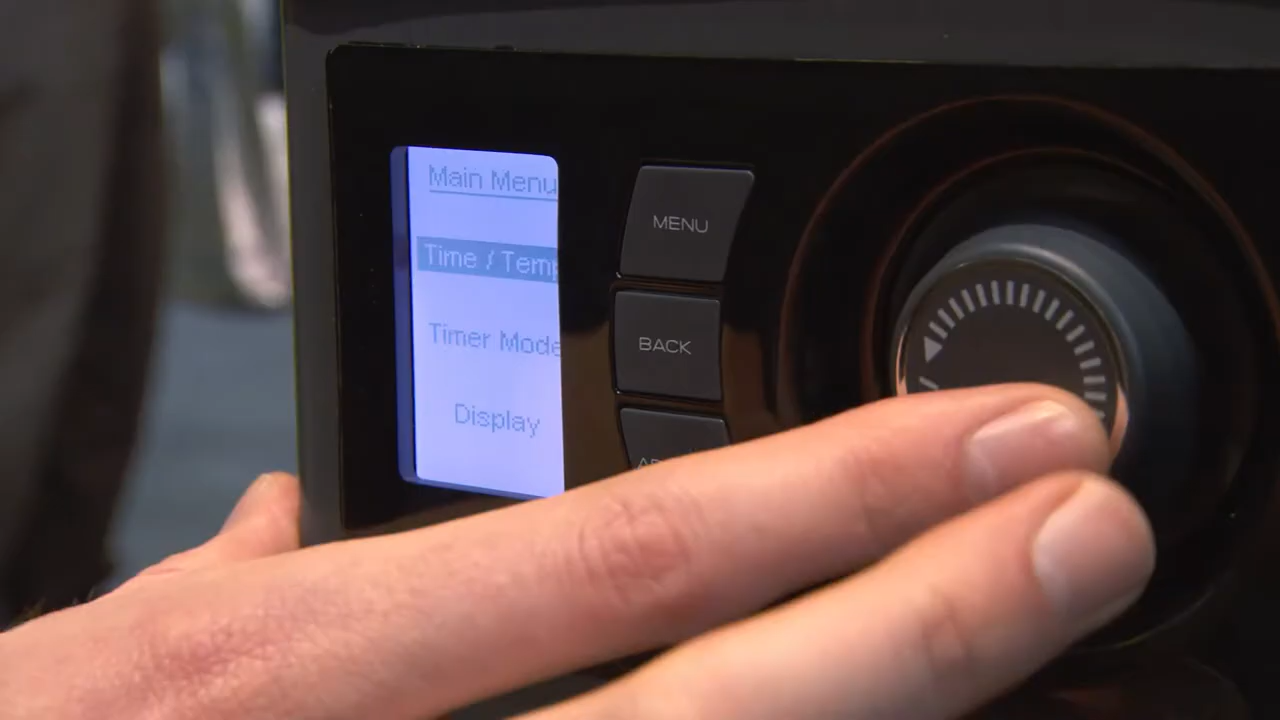 Main Menu
Time / Temp
Timer Mode
Display
MENU
BACK